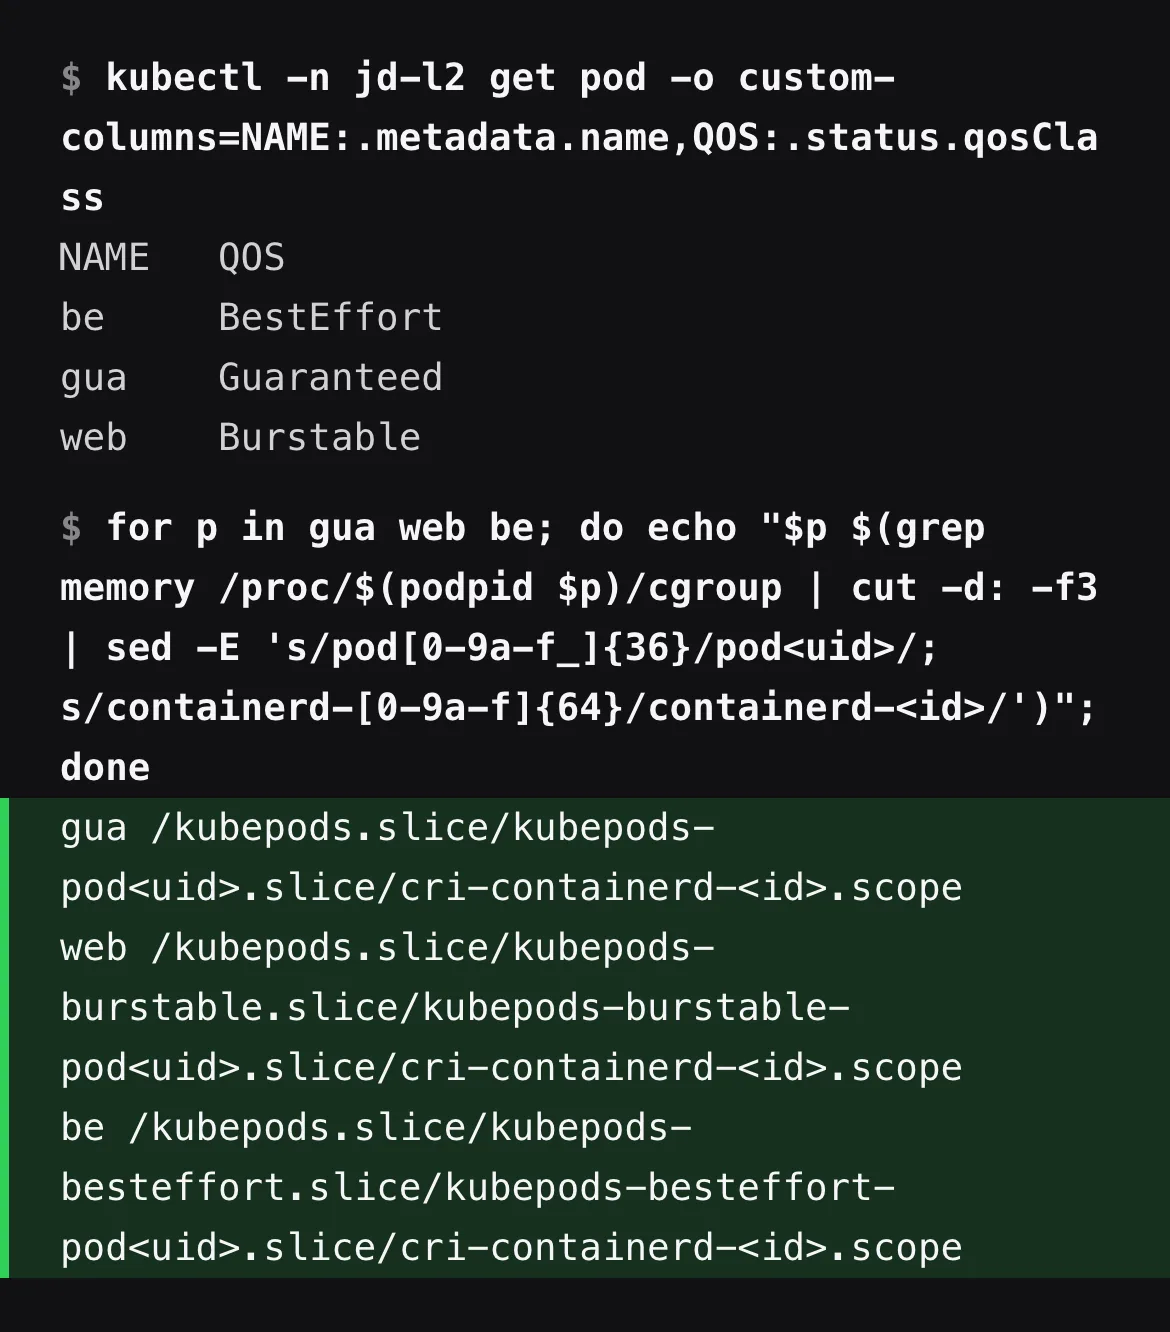 $ kubectl -n jd-l2 get pod -o custom-
columns=NAME:.metadata.name,QOS:.status.qosCla
ss
NAME   QOS
be     BestEffort
gua    Guaranteed
web    Burstable
$ for p in gua web be; do echo "$p $(grep
memory /proc/$(podpid $p)/cgroup | cut -d: -f3
| sed -E 's/pod[0-9a-f_]{36}/pod<uid>/;
s/containerd-[0-9a-f]{64}/containerd-<id>/')";
done
gua /kubepods.slice/kubepods-
pod<uid>.slice/cri-containerd-<id>.scope
web /kubepods.slice/kubepods-
burstable.slice/kubepods-burstable-
pod<uid>.slice/cri-containerd-<id>.scope
be /kubepods.slice/kubepods-
besteffort.slice/kubepods-besteffort-
pod<uid>.slice/cri-containerd-<id>.scope